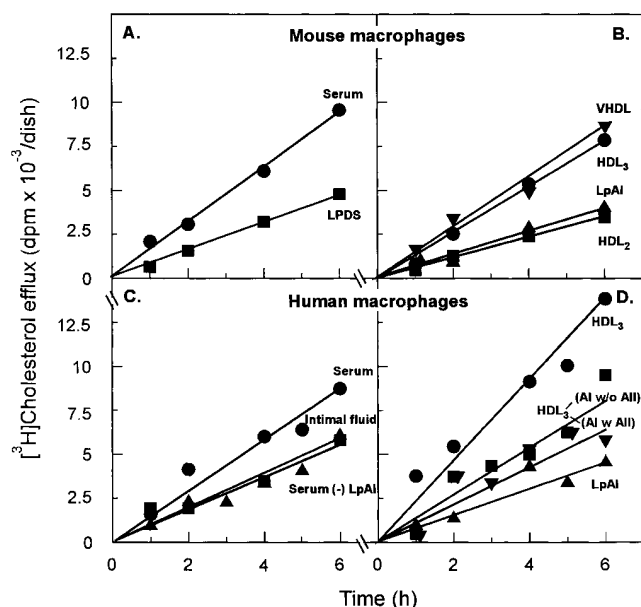 A. Mouse macrophages B.
12.5
10
7.5
5
2.5
0
Serum
LPDS
VHDL
HDL3
LpAI
HDL2
C. Human macrophages D.
12.5
10
7.5
5
2.5
0
Serum
Intimal fluid
Serum (-) LpAI
HDL3
HDL3 (AI w/o AII)
(AI w AII)
LpAI
0 2 4 6 0 2 4 6
Time (h)
[3H]Cholesterol efflux (dpm x 10-3/dish)